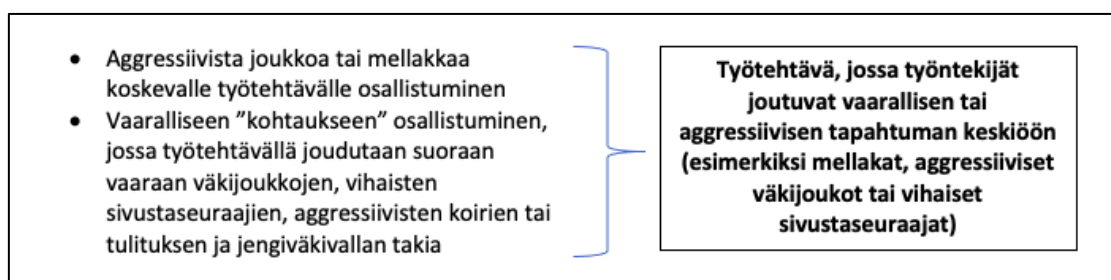 • Aggressiivista joukkoa tai mellakkaa
koskevalle työtehtävälle osallistuminen
• Vaaralliseen ”kohtaukseen” osallistuminen,
jossa työtehtävällä joudutaan suoraan
vaaraan väkijoukkojen, vihaisten
sivustaseuraajien, aggressiivisten koirien tai
tulituksen ja jengiväkivallan takia
Työtehtävä, jossa työntekijät
joutuvat vaarallisen tai
aggressiivisen tapahtuman keskiöön
(esimerkiksi mellakat, aggressiiviset
väkijoukot tai vihaiset
sivustaseuraajat)